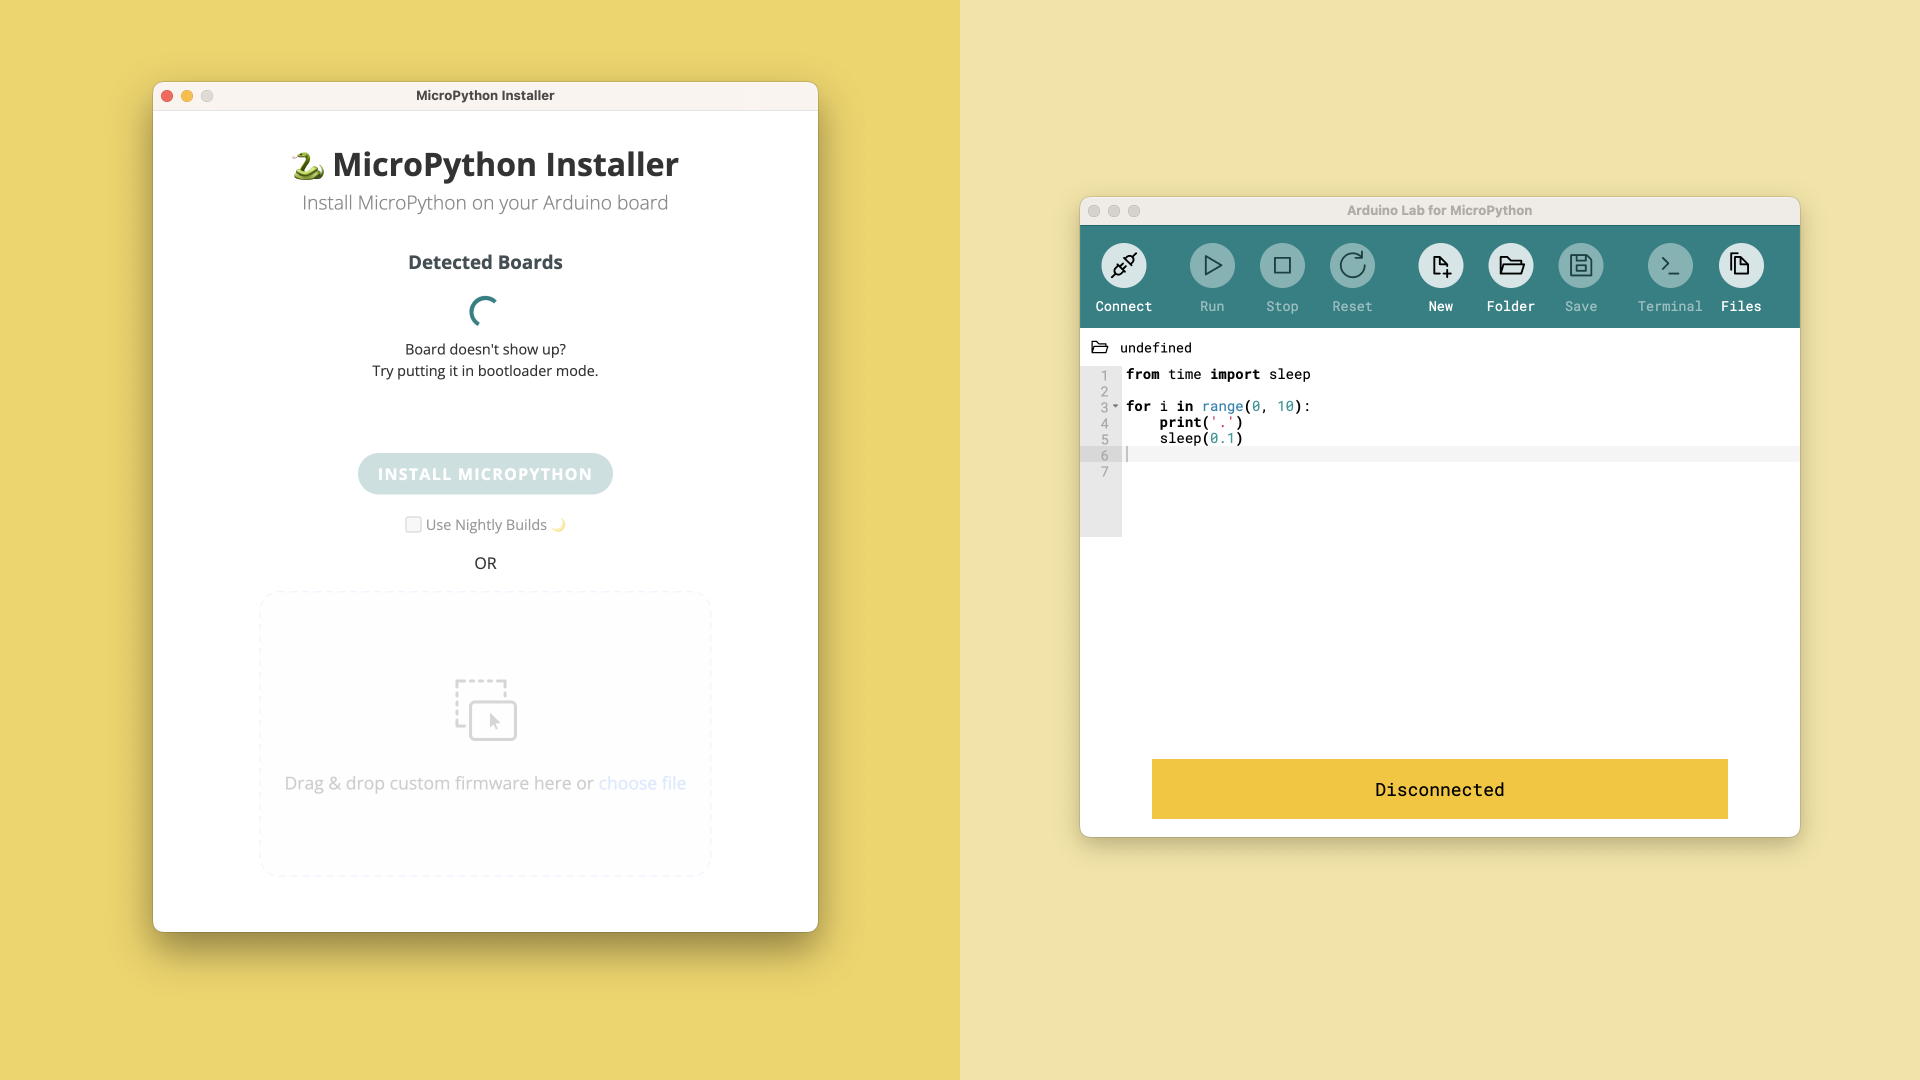 MicroPython Installer
🐍 MicroPython Installer
Install MicroPython on your Arduino board
Detected Boards
Board doesn't show up?
Try putting it in bootloader mode.
INSTALL MICROPYTHON
Use Nightly Builds 🌙
OR
Drag & drop custom firmware here or choose file
Arduino Lab for MicroPython
Connect Run Stop Reset New Folder Save Terminal Files
undefined
1 from time import sleep
2
3 for i in range(0, 10):
4     print('.')
5     sleep(0.1)
6
7
Disconnected